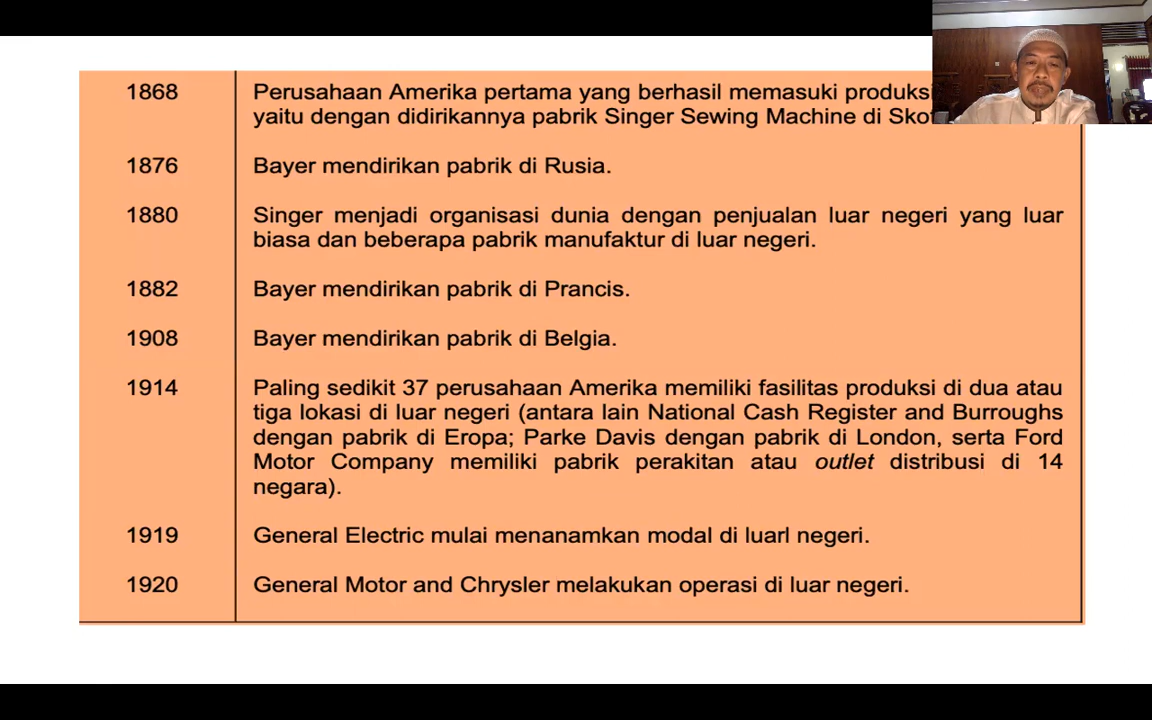 1868
Perusahaan Amerika pertama yang berhasil memasuki produksi
yaitu dengan didirikannya pabrik Singer Sewing Machine di
1876
Bayer mendirikan pabrik di Rusia.
1880
Singer menjadi organisasi dunia dengan penjualan luar negeri yang luar
biasa dan beberapa pabrik manufaktur di luar negeri.
1882
Bayer mendirikan pabrik di Prancis.
1908
Bayer mendirikan pabrik di Belgia.
1914
Paling sedikit 37 perusahaan Amerika memiliki fasilitas produksi di dua atau
tiga lokasi di luar negeri (antara lain National Cash Register and Burroughs
dengan pabrik di Eropa; Parke Davis dengan pabrik di London, serta Ford
Motor Company memiliki pabrik perakitan atau outlet distribusi di 14
negara).
1919
General Electric mulai menanamkan modal di luarl negeri.
1920
General Motor and Chrysler melakukan operasi di luar negeri.